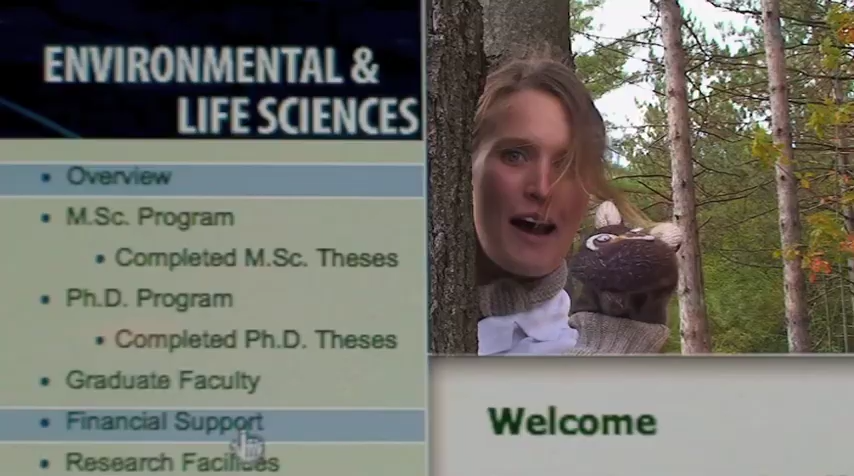 ENVIRONMENTAL &
LIFE SCIENCES
Overview
M.Sc. Program
Completed M.Sc. Theses
Ph.D. Program
Completed Ph.D. Theses
Graduate Faculty
Financial Support
Research Facilities
Welcome